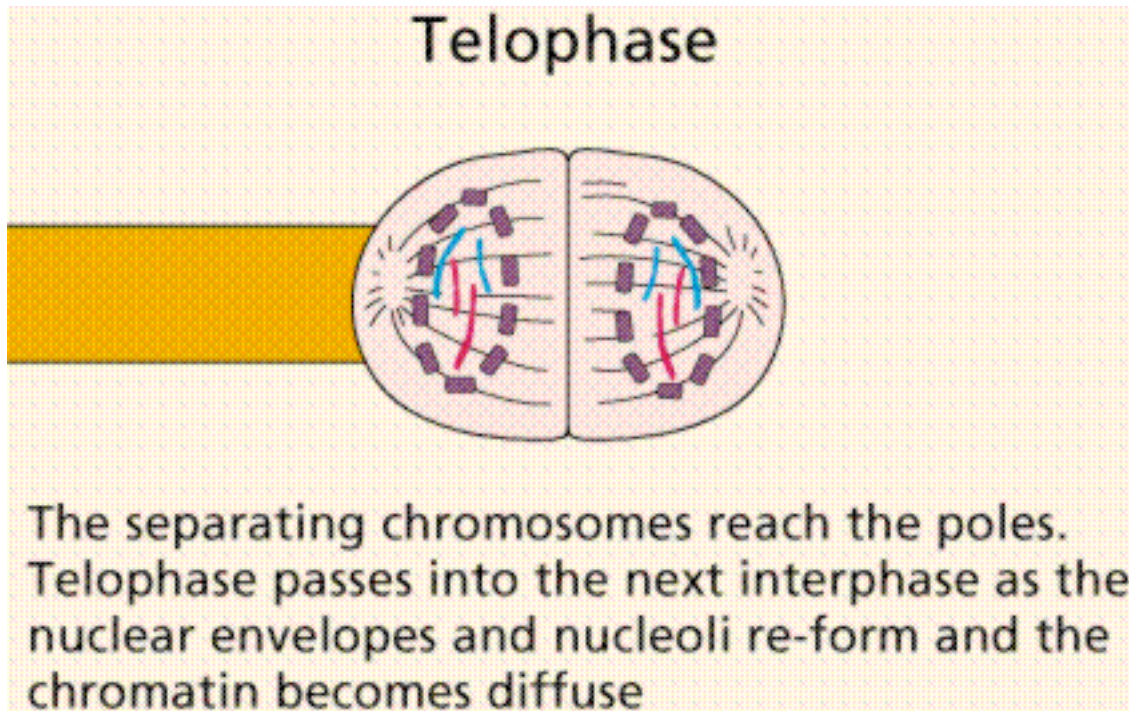 Telophase
The separating chromosomes reach the poles.
Telophase passes into the next interphase as the
nuclear envelopes and nucleoli re-form and the
chromatin becomes diffuse